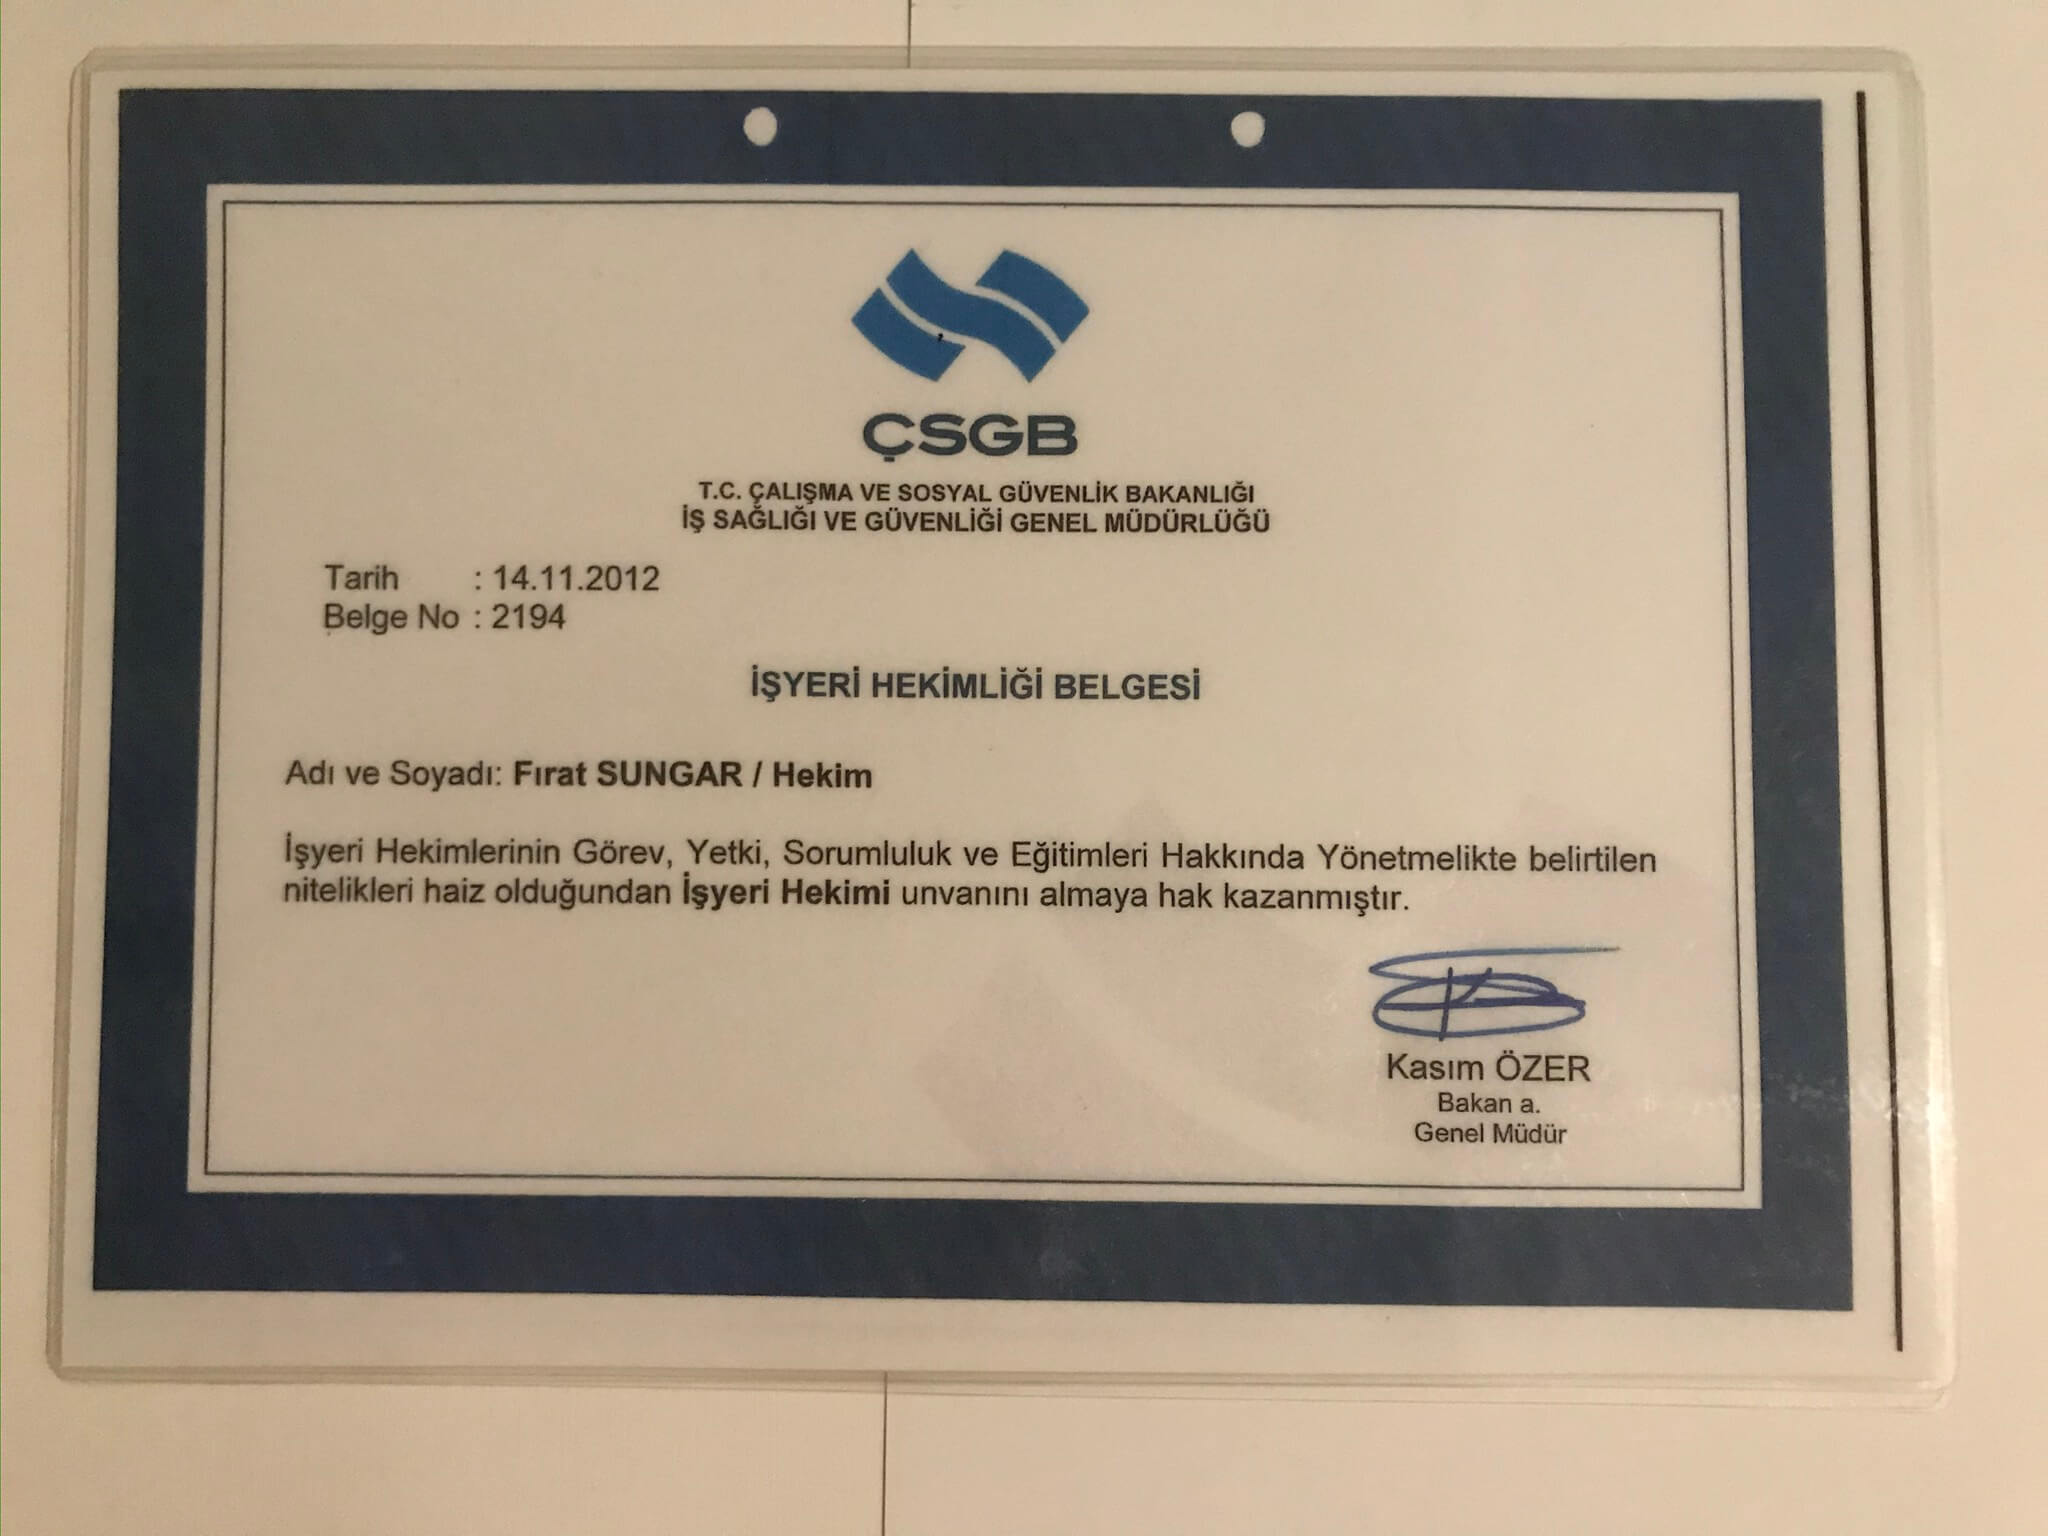 ÇSGB
T.C. ÇALIŞMA VE SOSYAL GÜVENLİK BAKANLIĞI
İŞ SAĞLIĞI VE GÜVENLİĞİ GENEL MÜDÜRLÜĞÜ
Tarih : 14.11.2012
Belge No : 2194
İŞYERİ HEKİMLİĞİ BELGESİ
Adı ve Soyadı: Fırat SUNGAR / Hekim
İşyeri Hekimlerinin Görev, Yetki, Sorumluluk ve Eğitimleri Hakkında Yönetmelikte belirtilen
nitelikleri haiz olduğundan İşyeri Hekimi unvanını almaya hak kazanmıştır.
Kasım ÖZER
Bakan a.
Genel Müdür